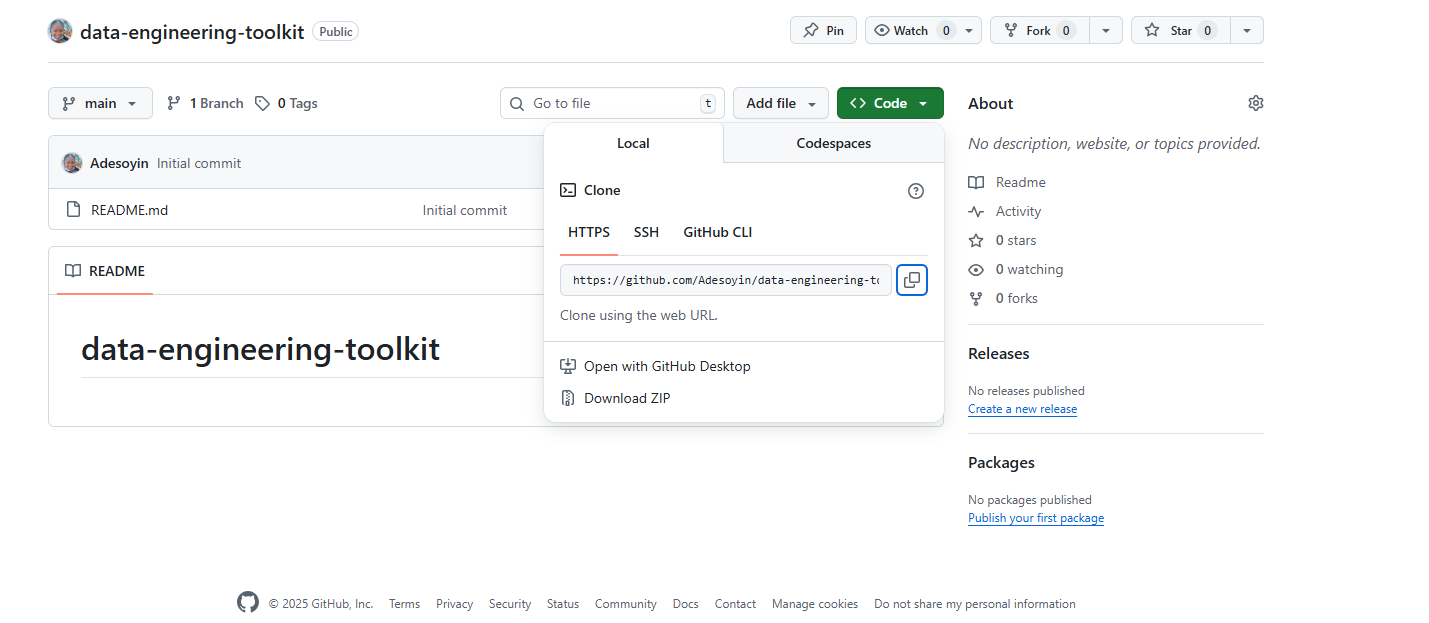 data-engineering-toolkit Public
Pin
Watch 0
Fork 0
Star 0
main
1 Branch
0 Tags
Go to file t
Add file
Code
Adesoyin Initial commit
README.md Initial commit
README
data-engineering-toolkit
Local
Codespaces
Clone
HTTPS SSH GitHub CLI
https://github.com/Adesoyin/data-engineering-to
Clone using the web URL.
Open with GitHub Desktop
Download ZIP
About
No description, website, or topics provided.
Readme
Activity
0 stars
0 watching
0 forks
Releases
No releases published
Create a new release
Packages
No packages published
Publish your first package
© 2025 GitHub, Inc. Terms Privacy Security Status Community Docs Contact Manage cookies Do not share my personal information